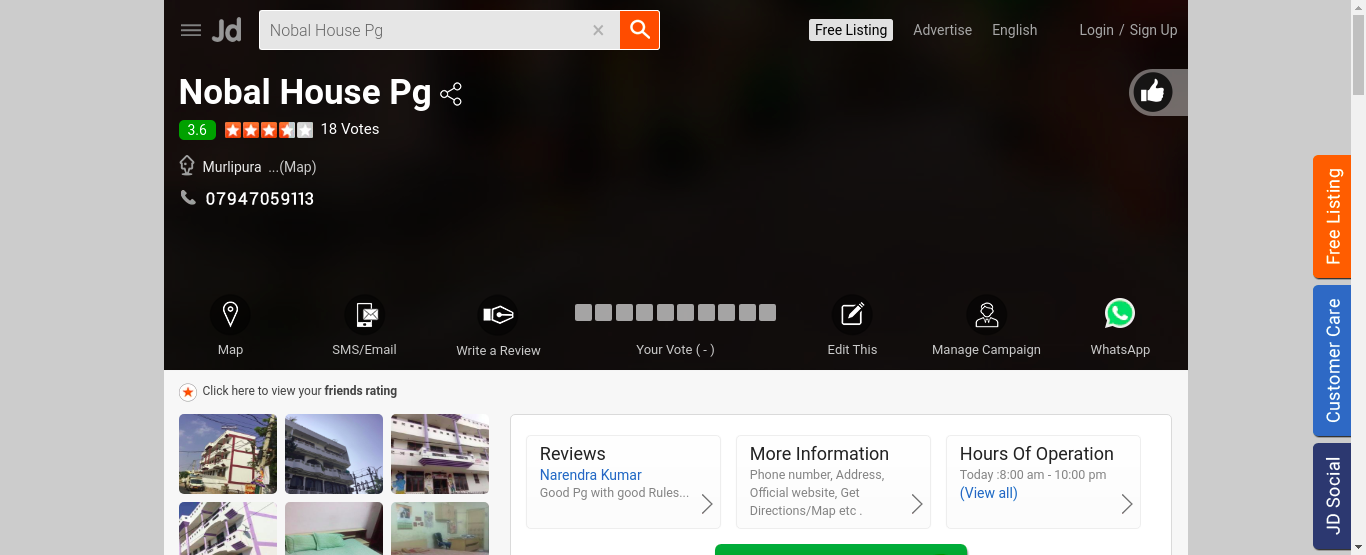 Jd Nobal House Pg × Free Listing Advertise English Login / Sign Up
Nobal House Pg
3.6 18 Votes
Murlipura ...(Map)
07947059113
Map SMS/Email Write a Review Your Vote ( - ) Edit This Manage Campaign WhatsApp
Click here to view your friends rating
Reviews
Narendra Kumar
Good Pg with good Rules...
More Information
Phone number, Address,
Official website, Get
Directions/Map etc .
Hours Of Operation
Today :8:00 am - 10:00 pm
(View all)
Free Listing
Customer Care
JD Social